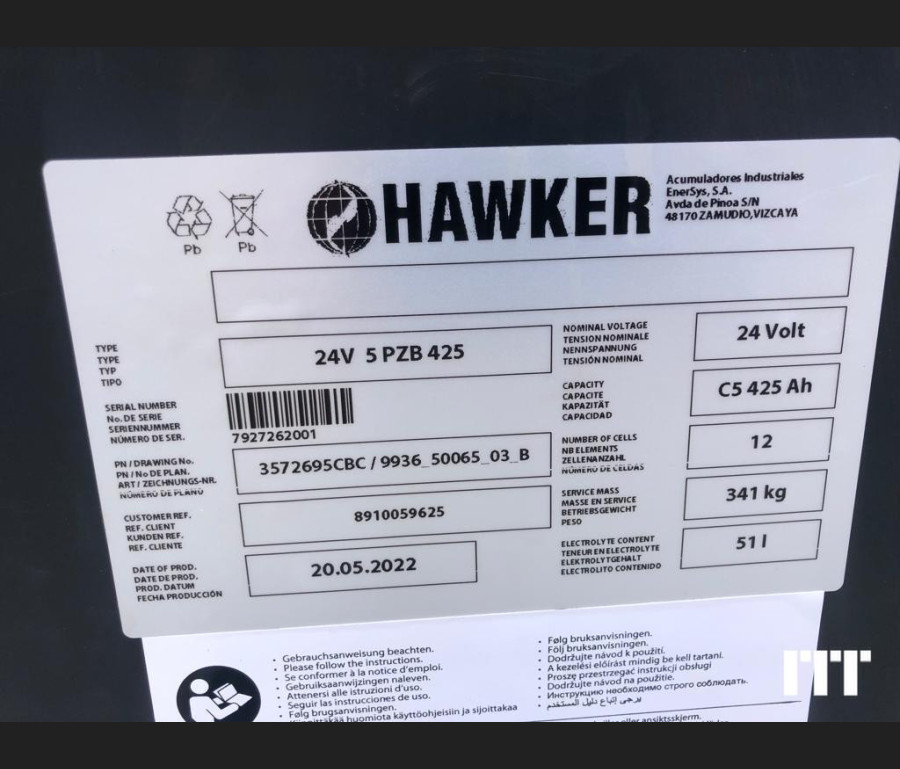 Pb
Pb
HAWKER
Acumuladores Industriales
EnerSys, S.A.
Avda de Pinoa S/N
48170 ZAMUDIO,VIZCAYA
TYPE
TYPE
TYP
TIPO
24V 5 PZB 425
NOMINAL VOLTAGE
TENSION NOMINALE
NENNSPANNUNG
TENSIÓN NOMINAL
24 Volt
SERIAL NUMBER
No. DE SERIE
SERIENNUMMER
NÚMERO DE SER.
7927262001
CAPACITY
CAPACITE
KAPAZITÄT
CAPACIDAD
C5 425 Ah
PN / DRAWING No.
PN / No DE PLAN.
ART / ZEICHNUNGS-NR.
NÚMERO DE PLANO
3572695CBC / 9936_50065_03_B
NUMBER OF CELLS
NB ELEMENTS
ZELLENANZAHL
NÚMERO DE CELDAS
12
CUSTOMER REF.
REF. CLIENT
KUNDEN REF.
REF. CLIENTE
8910059625
SERVICE MASS
MASSE EN SERVICE
BETRIEBSGEWICHT
PESO
341 kg
DATE OF PROD.
DATE DE PROD.
PROD. DATUM
FECHA PRODUCCIÓN
20.05.2022
ELECTROLYTE CONTENT
TENEUR EN ELECTROLYTE
ELEKTROLYTGEHALT
ELECTROLITO CONTENIDO
51 l
• Gebrauchsanweisung beachten.
• Please follow the instructions.
• Se conformer à la notice d'emploi.
• Gebruiksaanwijzingen naleven.
• Attenersi alle istruzioni d'uso.
• Seguir las instrucciones de uso.
• Følg brugsanvisningen.
huomiota käyttöohjeisiin ja sijoittakaa
• Følg bruksanvisningen.
• Följ bruksanvisningen.
• Dodržujte návod k použití.
• A kezelési előírást mindig be kell tartani.
• Proszę przestrzegać instrukcji obsługi
• Dodržujte návod na použitie.
• Инструкцию необходимо строго соблюдать.
• يرجى إتباع دليل المستخدم
eller ansiktsskjerm.